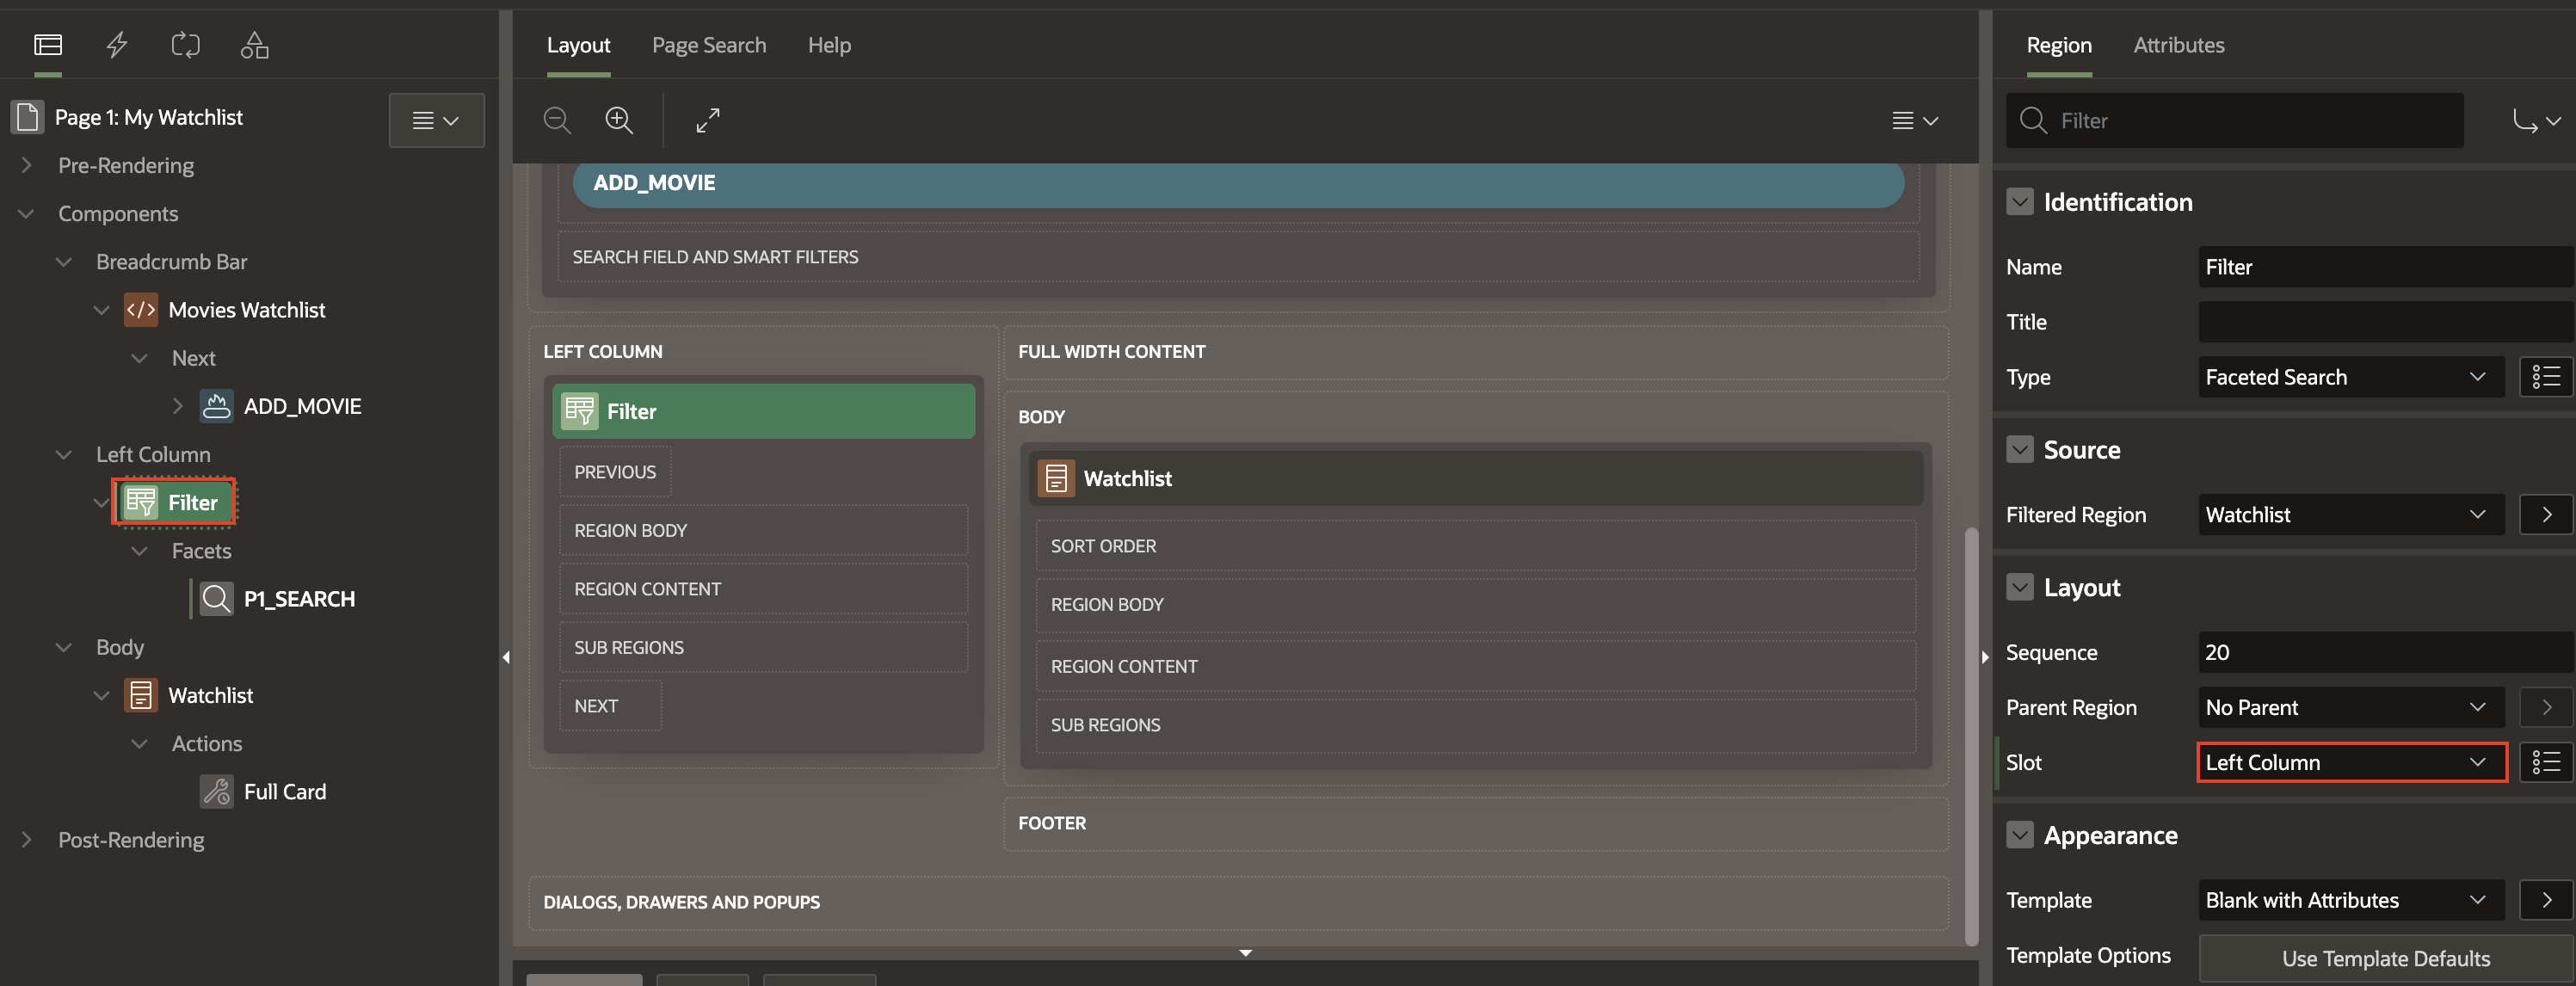 Page 1: My Watchlist
Pre-Rendering
Components
Breadcrumb Bar
Movies Watchlist
Next
ADD_MOVIE
Left Column
Filter
Facets
P1_SEARCH
Body
Watchlist
Actions
Full Card
Post-Rendering
Layout Page Search Help
ADD_MOVIE
SEARCH FIELD AND SMART FILTERS
LEFT COLUMN
Filter
PREVIOUS
REGION BODY
REGION CONTENT
SUB REGIONS
NEXT
FULL WIDTH CONTENT
BODY
Watchlist
SORT ORDER
REGION BODY
REGION CONTENT
SUB REGIONS
FOOTER
DIALOGS, DRAWERS AND POPUPS
Region Attributes
Filter
Identification
Name Filter
Title
Type Faceted Search
Source
Filtered Region Watchlist
Layout
Sequence 20
Parent Region No Parent
Slot Left Column
Appearance
Template Blank with Attributes
Template Options Use Template Defaults